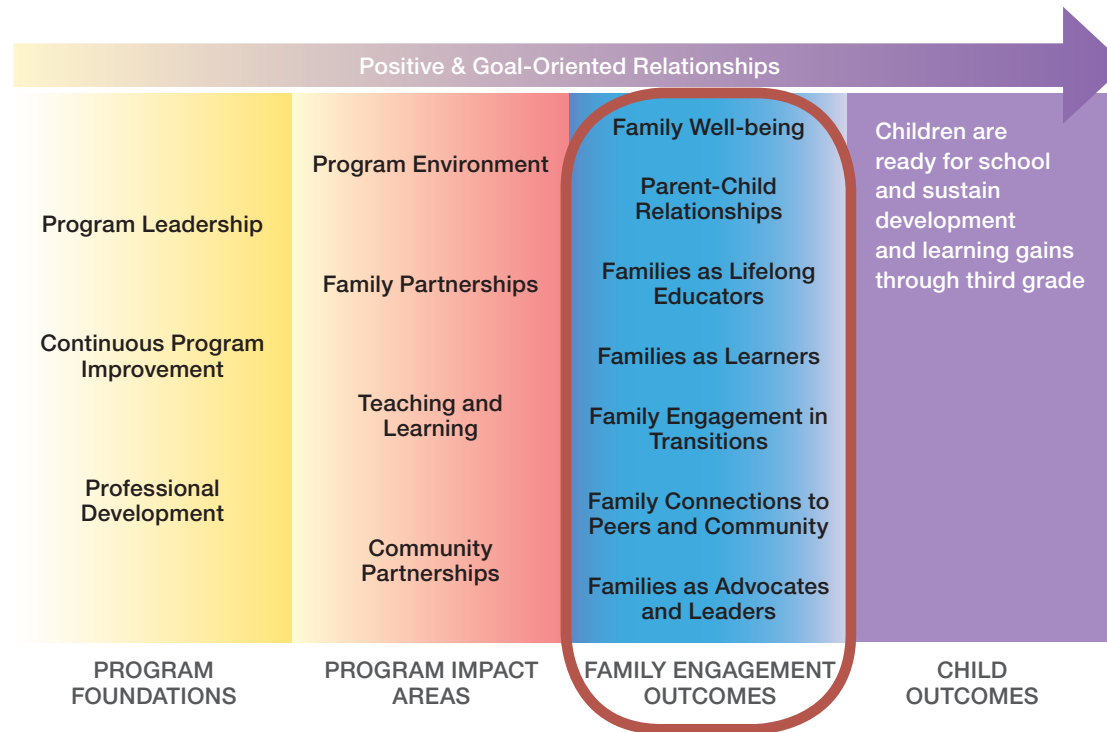 Positive & Goal-Oriented Relationships
Program Leadership
Continuous Program
Improvement
Professional
Development
PROGRAM
FOUNDATIONS
Program Environment
Family Partnerships
Teaching and
Learning
Community
Partnerships
PROGRAM IMPACT
AREAS
Family Well-being
Parent-Child
Relationships
Families as Lifelong
Educators
Families as Learners
Family Engagement in
Transitions
Family Connections to
Peers and Community
Families as Advocates
and Leaders
FAMILY ENGAGEMENT
OUTCOMES
Children are
ready for school
and sustain
development
and learning gains
through third grade
CHILD
OUTCOMES